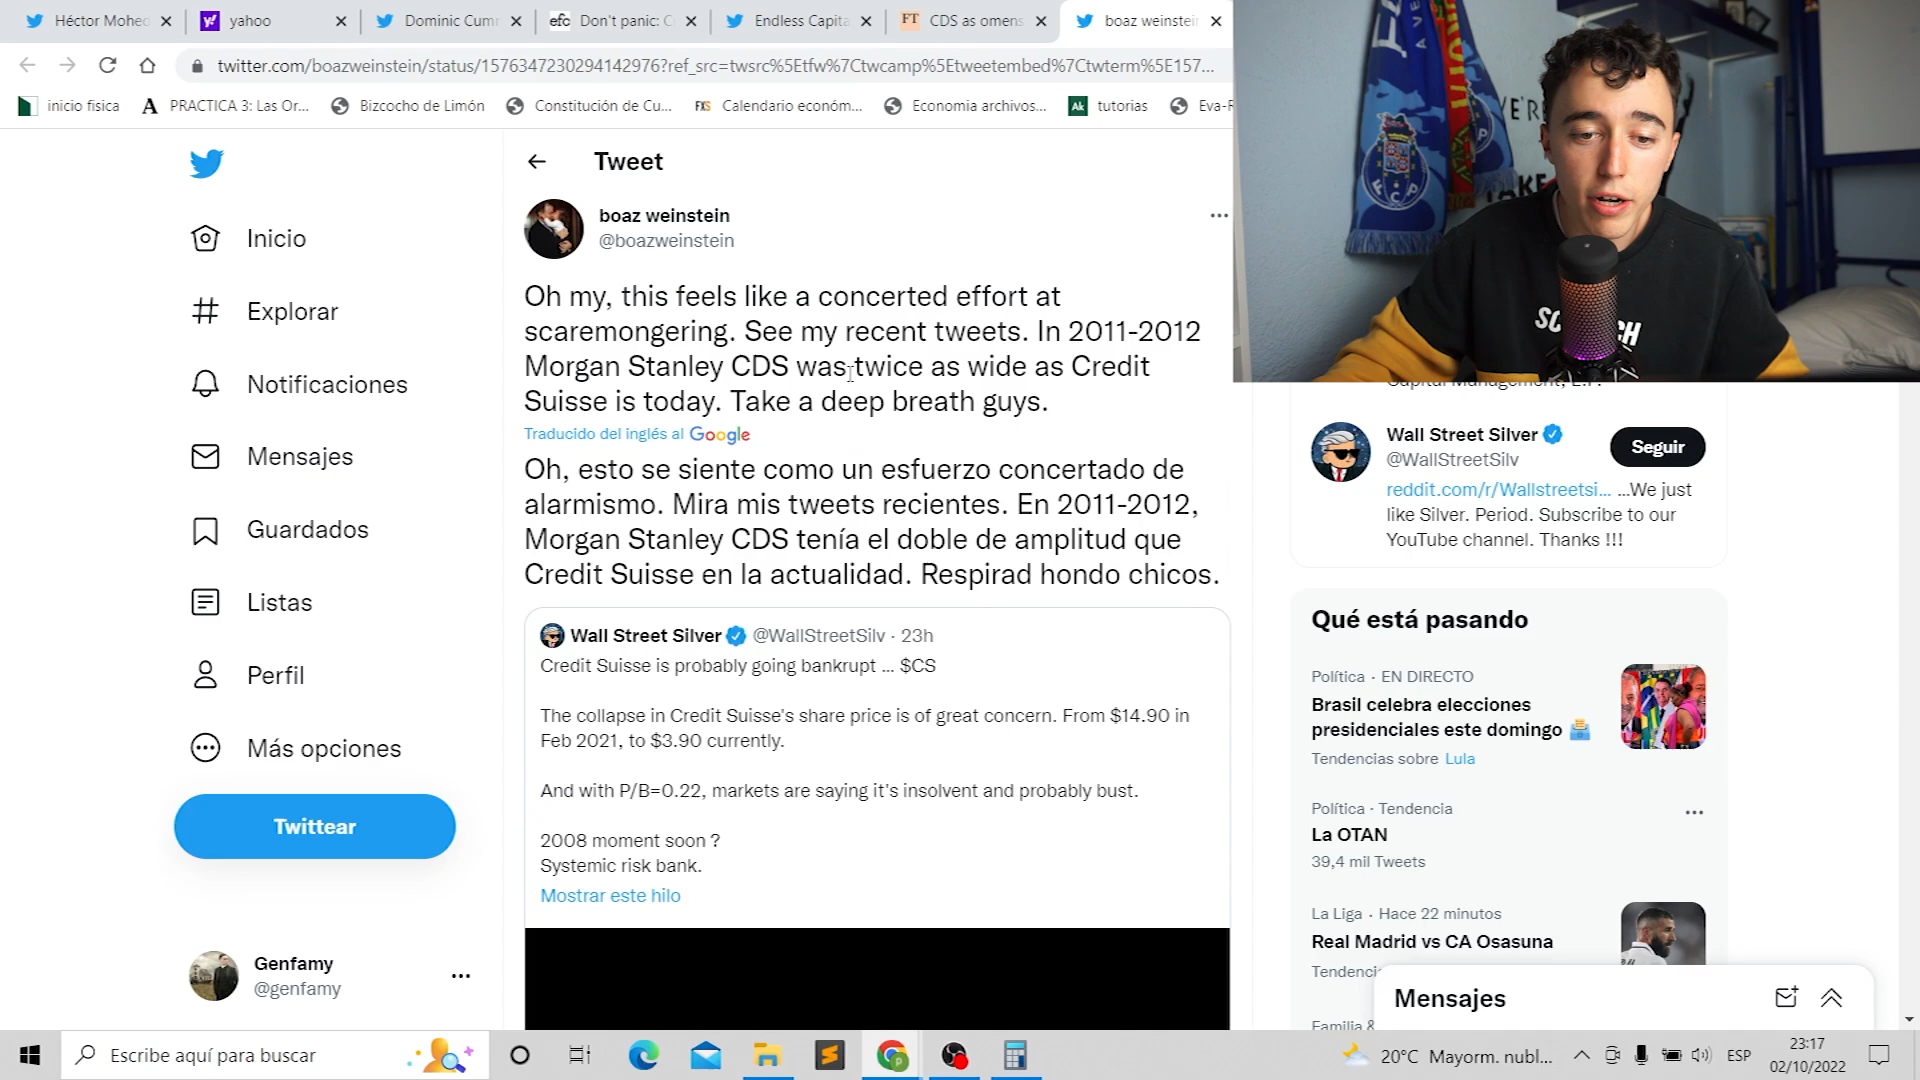 Héctor Mohed
yahoo
Dominic Cumm
Don't panic: C
Endless Capita
CDS as omens
boaz weinstein
twitter.com/boazweinstein/status/1576347230294142976?ref_src=twsrc%5Etfw%7Ctwcamp%5Etweetembed%7Ctwterm%5E157...
inicio fisica
PRACTICA 3: Las Or...
Bizcocho de Limón
Constitución de Cu...
Calendario económ...
Economia archivos...
tutorias
Eva-R
Inicio
Explorar
Notificaciones
Mensajes
Guardados
Listas
Perfil
Más opciones
Twittear
Genfamy
@genfamy
Tweet
boaz weinstein
@boazweinstein
Oh my, this feels like a concerted effort at
scaremongering. See my recent tweets. In 2011-2012
Morgan Stanley CDS was twice as wide as Credit
Suisse is today. Take a deep breath guys.
Traducido del inglés al Google
Oh, esto se siente como un esfuerzo concertado de
alarmismo. Mira mis tweets recientes. En 2011-2012,
Morgan Stanley CDS tenía el doble de amplitud que
Credit Suisse en la actualidad. Respirad hondo chicos.
Wall Street Silver @WallStreetSilv · 23h
Credit Suisse is probably going bankrupt ... $CS
The collapse in Credit Suisse's share price is of great concern. From $14.90 in
Feb 2021, to $3.90 currently.
And with P/B=0.22, markets are saying it's insolvent and probably bust.
2008 moment soon ?
Systemic risk bank.
Mostrar este hilo
Wall Street Silver
@WallStreetSilv
Seguir
reddit.com/r/Wallstreetsi... ...We just
like Silver. Period. Subscribe to our
YouTube channel. Thanks !!!
Qué está pasando
Política · EN DIRECTO
Brasil celebra elecciones
presidenciales este domingo
Tendencias sobre Lula
Política · Tendencia
La OTAN
39,4 mil Tweets
La Liga · Hace 22 minutos
Real Madrid vs CA Osasuna
Tendenci
Familia &
Mensajes
Escribe aquí para buscar
20°C Mayorm. nubl...
ESP
23:17
02/10/2022